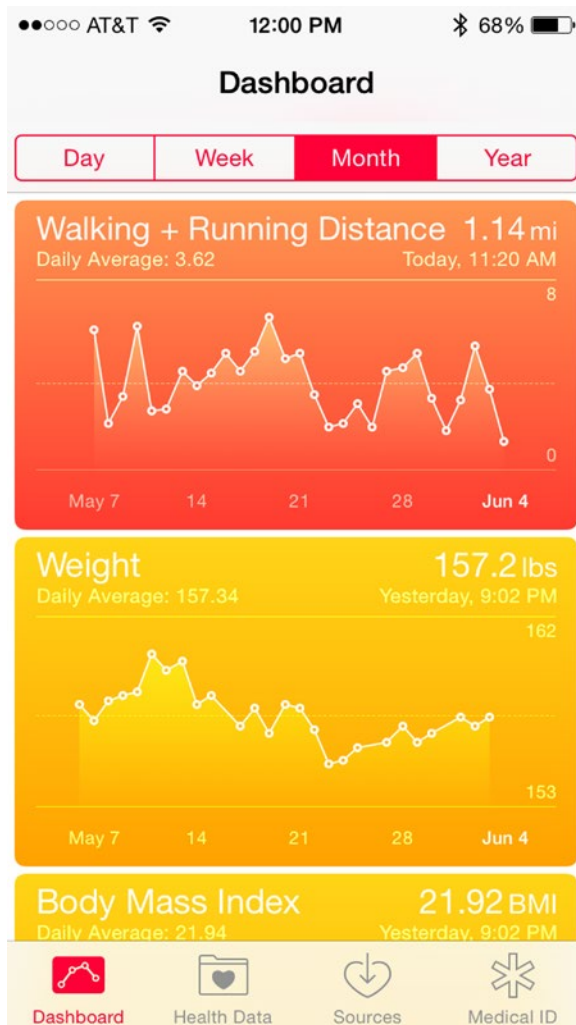 AT&T 12:00 PM 68%
Dashboard
Day Week Month Year
Walking + Running Distance 1.14 mi
Daily Average: 3.62 Today, 11:20 AM
8
0
May 7 14 21 28 Jun 4
Weight 157.2 lbs
Daily Average: 157.34 Yesterday, 9:02 PM
162
153
May 7 14 21 28 Jun 4
Body Mass Index 21.92 BMI
Daily Average: 21.94 Yesterday, 9:02 PM
Dashboard Health Data Sources Medical ID